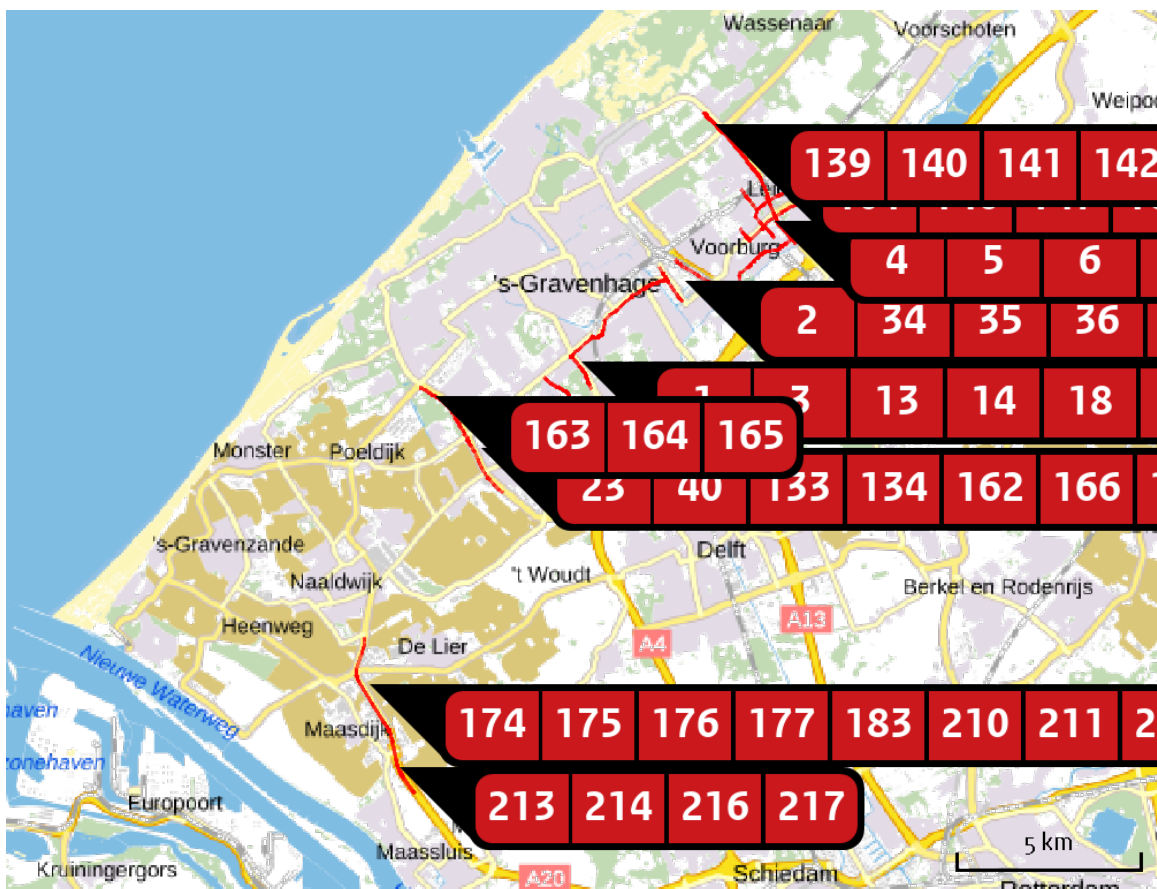 Wassenaar
Voorschoten
139 140 141 142
Voorburg
4 5 6
's-Gravenhage
2 34 35 36
3 13 14 18
163 164 165
Monster
Poeldijk
23 40 133 134 162 166
's-Gravenzande
Delft
't Woudt
Naaldwijk
Berkel en Rodenrijs
A13
Heenweg
De Lier
A4
Nieuwe Waterweg
174 175 176 177 183 210 211
Maasdijk
Europoort
213 214 216 217
5 km
Maassluis
Kruiningergors
A20
Schiedam
Rotterdam